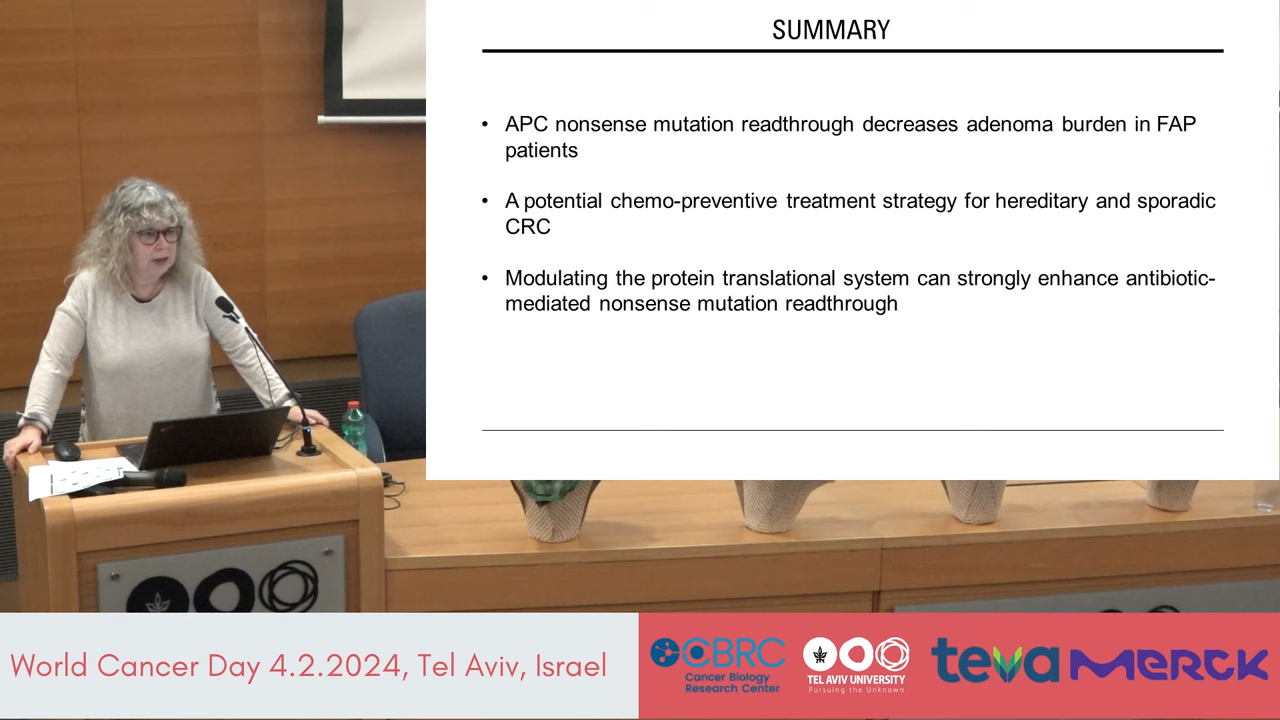 SUMMARY
• APC nonsense mutation readthrough decreases adenoma burden in FAP
patients
• A potential chemo-preventive treatment strategy for hereditary and sporadic
CRC
• Modulating the protein translational system can strongly enhance antibiotic-
mediated nonsense mutation readthrough
World Cancer Day 4.2.2024, Tel Aviv, Israel
CBRC
Cancer Biology
Research Center
TEL AVIV UNIVERSITY
Pursuing the Unknown
teva
MERCK